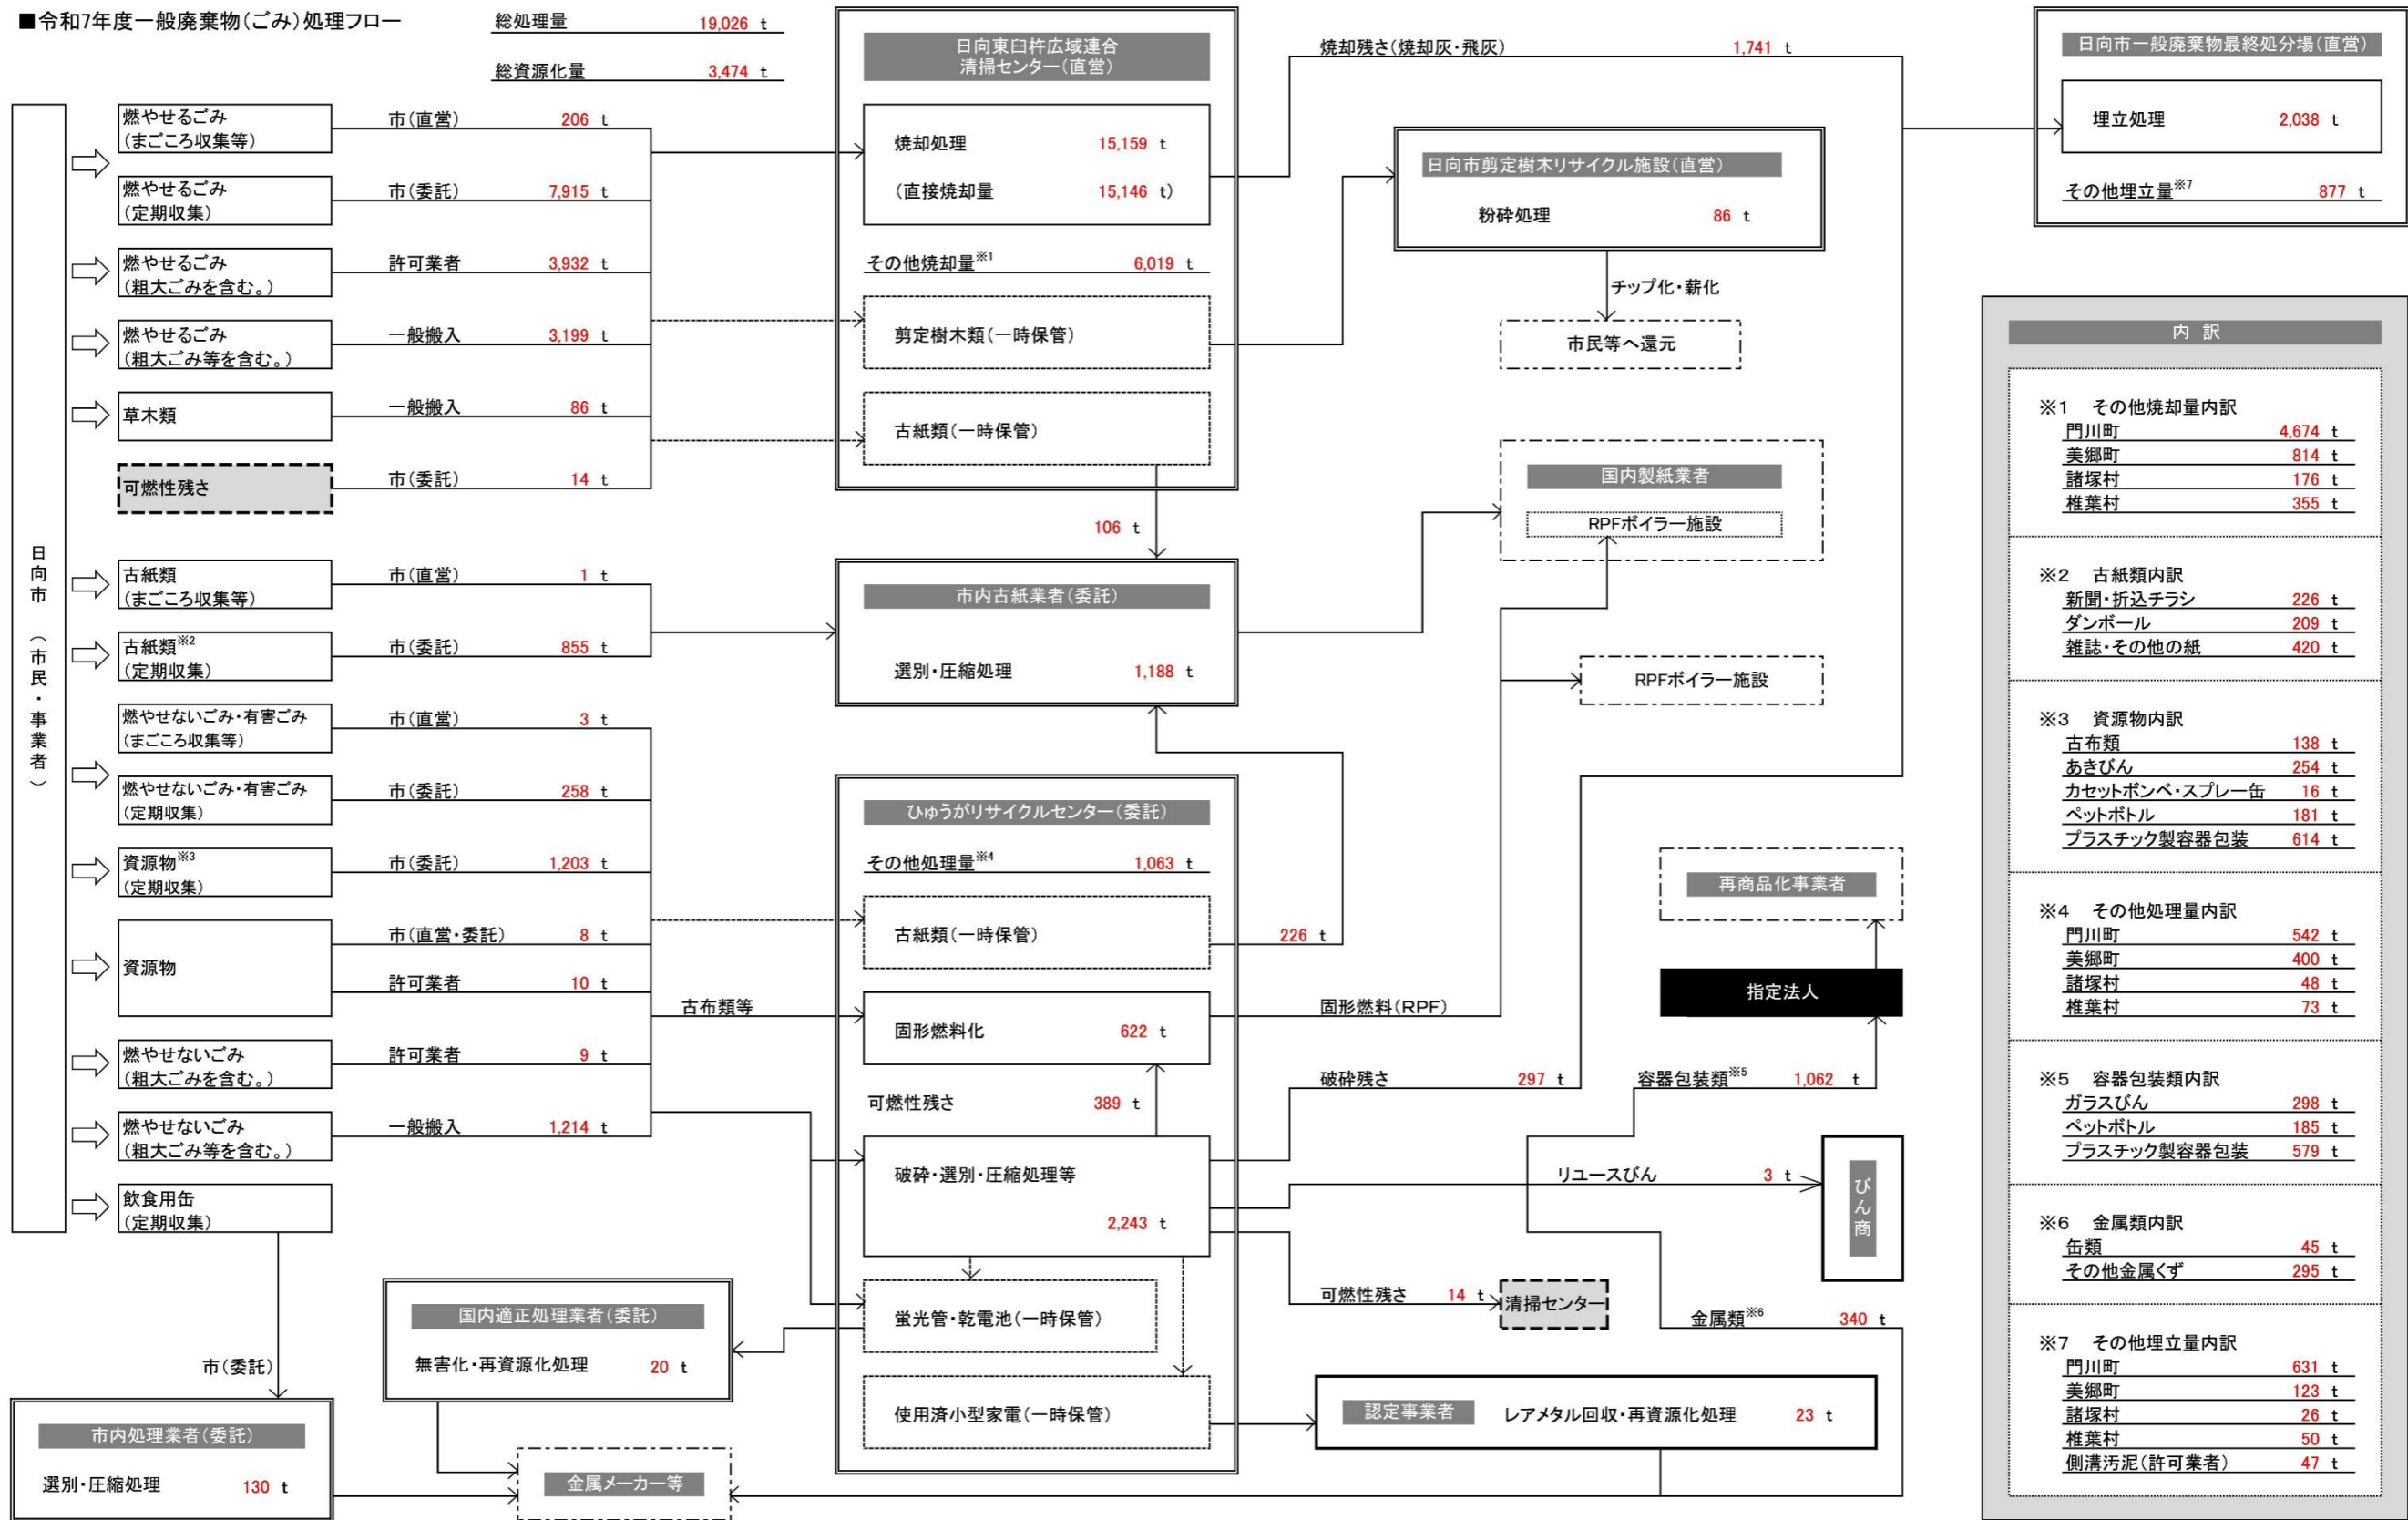 ■令和7年度一般廃棄物(ごみ)処理フロー
総処理量 19,026 t
総資源化量 3,474 t
日向市 (市民・事業者)
燃やせるごみ
(まごころ収集等)
市(直営) 206 t
燃やせるごみ
(定期収集)
市(委託) 7,915 t
燃やせるごみ
(粗大ごみを含む。)
許可業者 3,932 t
燃やせるごみ
(粗大ごみ等を含む。)
一般搬入 3,199 t
草木類
一般搬入 86 t
可燃性残さ
市(委託) 14 t
古紙類
(まごころ収集等)
市(直営) 1 t
古紙類※2
(定期収集)
市(委託) 855 t
燃やせないごみ・有害ごみ
(まごころ収集等)
市(直営) 3 t
燃やせないごみ・有害ごみ
(定期収集)
市(委託) 258 t
資源物※3
(定期収集)
市(委託) 1,203 t
資源物
市(直営・委託) 8 t
許可業者 10 t
燃やせないごみ
(粗大ごみを含む。)
許可業者 9 t
燃やせないごみ
(粗大ごみ等を含む。)
一般搬入 1,214 t
飲食用缶
(定期収集)
市(委託)
市内処理業者(委託)
選別・圧縮処理 130 t
国内適正処理業者(委託)
無害化・再資源化処理 20 t
金属メーカー等
古布類等
日向東臼杵広域連合
清掃センター(直営)
焼却処理 15,159 t
(直接焼却量 15,146 t)
その他焼却量※1 6,019 t
剪定樹木類(一時保管)
古紙類(一時保管)
106 t
市内古紙業者(委託)
選別・圧縮処理 1,188 t
ひゅうがリサイクルセンター(委託)
その他処理量※4 1,063 t
古紙類(一時保管)
226 t
固形燃料化 622 t
可燃性残さ 389 t
破砕・選別・圧縮処理等
2,243 t
蛍光管・乾電池(一時保管)
使用済小型家電(一時保管)
焼却残さ(焼却灰・飛灰) 1,741 t
日向市剪定樹木リサイクル施設(直営)
粉砕処理 86 t
チップ化・薪化
市民等へ還元
国内製紙業者
RPFボイラー施設
RPFボイラー施設
固形燃料(RPF)
再商品化事業者
指定法人
破砕残さ 297 t
容器包装類※5 1,062 t
リユースびん 3 t
びん商
可燃性残さ 14 t
清掃センター
金属類※6 340 t
認定事業者 レアメタル回収・再資源化処理 23 t
日向市一般廃棄物最終処分場(直営)
埋立処理 2,038 t
その他埋立量※7 877 t
内 訳
※1 その他焼却量内訳
門川町 4,674 t
美郷町 814 t
諸塚村 176 t
椎葉村 355 t
※2 古紙類内訳
新聞・折込チラシ 226 t
ダンボール 209 t
雑誌・その他の紙 420 t
※3 資源物内訳
古布類 138 t
あきびん 254 t
カセットボンベ・スプレー缶 16 t
ペットボトル 181 t
プラスチック製容器包装 614 t
※4 その他処理量内訳
門川町 542 t
美郷町 400 t
諸塚村 48 t
椎葉村 73 t
※5 容器包装類内訳
ガラスびん 298 t
ペットボトル 185 t
プラスチック製容器包装 579 t
※6 金属類内訳
缶類 45 t
その他金属くず 295 t
※7 その他埋立量内訳
門川町 631 t
美郷町 123 t
諸塚村 26 t
椎葉村 50 t
側溝汚泥(許可業者) 47 t